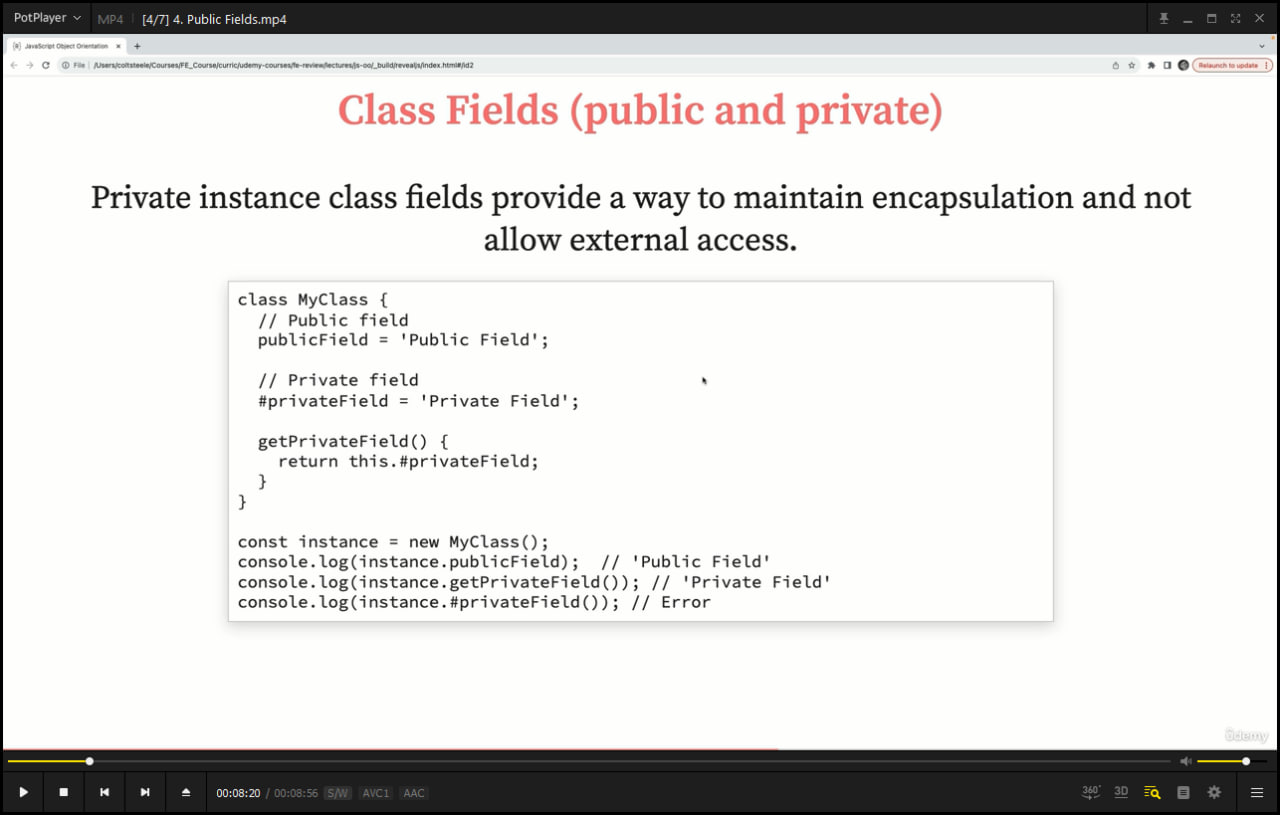 PotPlayer MP4 [4/7] 4. Public Fields.mp4
JavaScript Object Orientation
File /Users/coltsteele/Courses/FE_Course/curric/udemy-courses/fe-review/lectures/js-oo/_build/revealjs/index.html#/id2 Relaunch to update
Class Fields (public and private)
Private instance class fields provide a way to maintain encapsulation and not
allow external access.
class MyClass {
// Public field
publicField = 'Public Field';
// Private field
#privateField = 'Private Field';
getPrivateField() {
return this.#privateField;
}
}
const instance = new MyClass();
console.log(instance.publicField); // 'Public Field'
console.log(instance.getPrivateField()); // 'Private Field'
console.log(instance.#privateField()); // Error
ûdemy
00:08:20 / 00:08:56 S/W AVC1 AAC 360° 3D